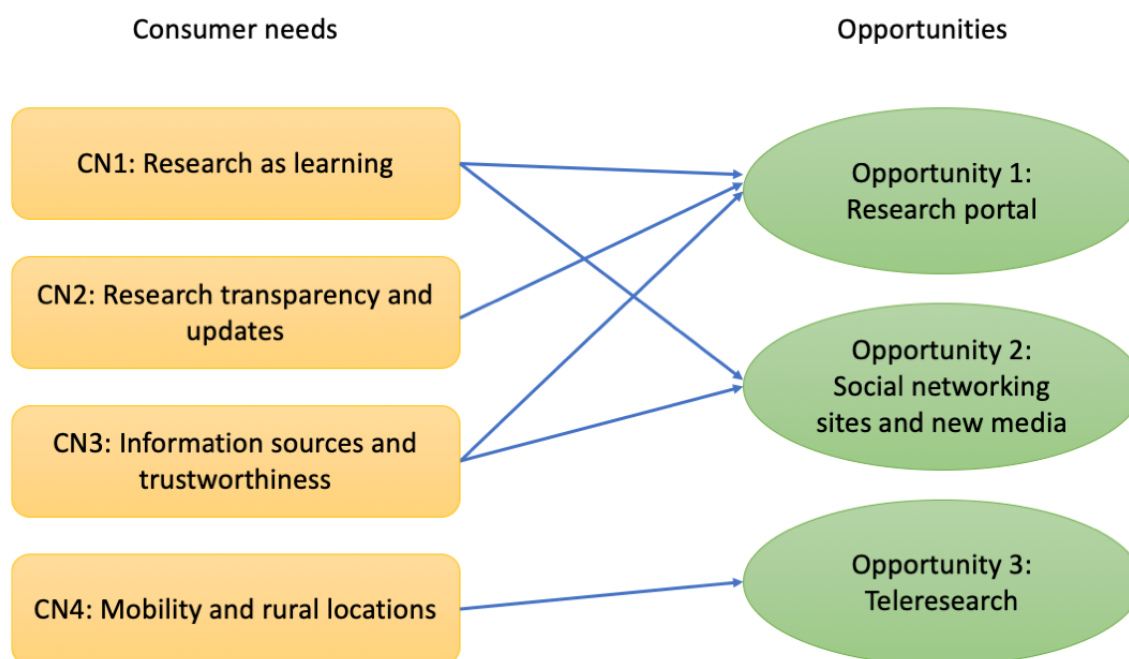 Consumer needs
Opportunities
CN1: Research as learning
Opportunity 1:
Research portal
CN2: Research transparency and
updates
Opportunity 2:
Social networking
sites and new media
CN3: Information sources and
trustworthiness
Opportunity 3:
Teleresearch
CN4: Mobility and rural locations